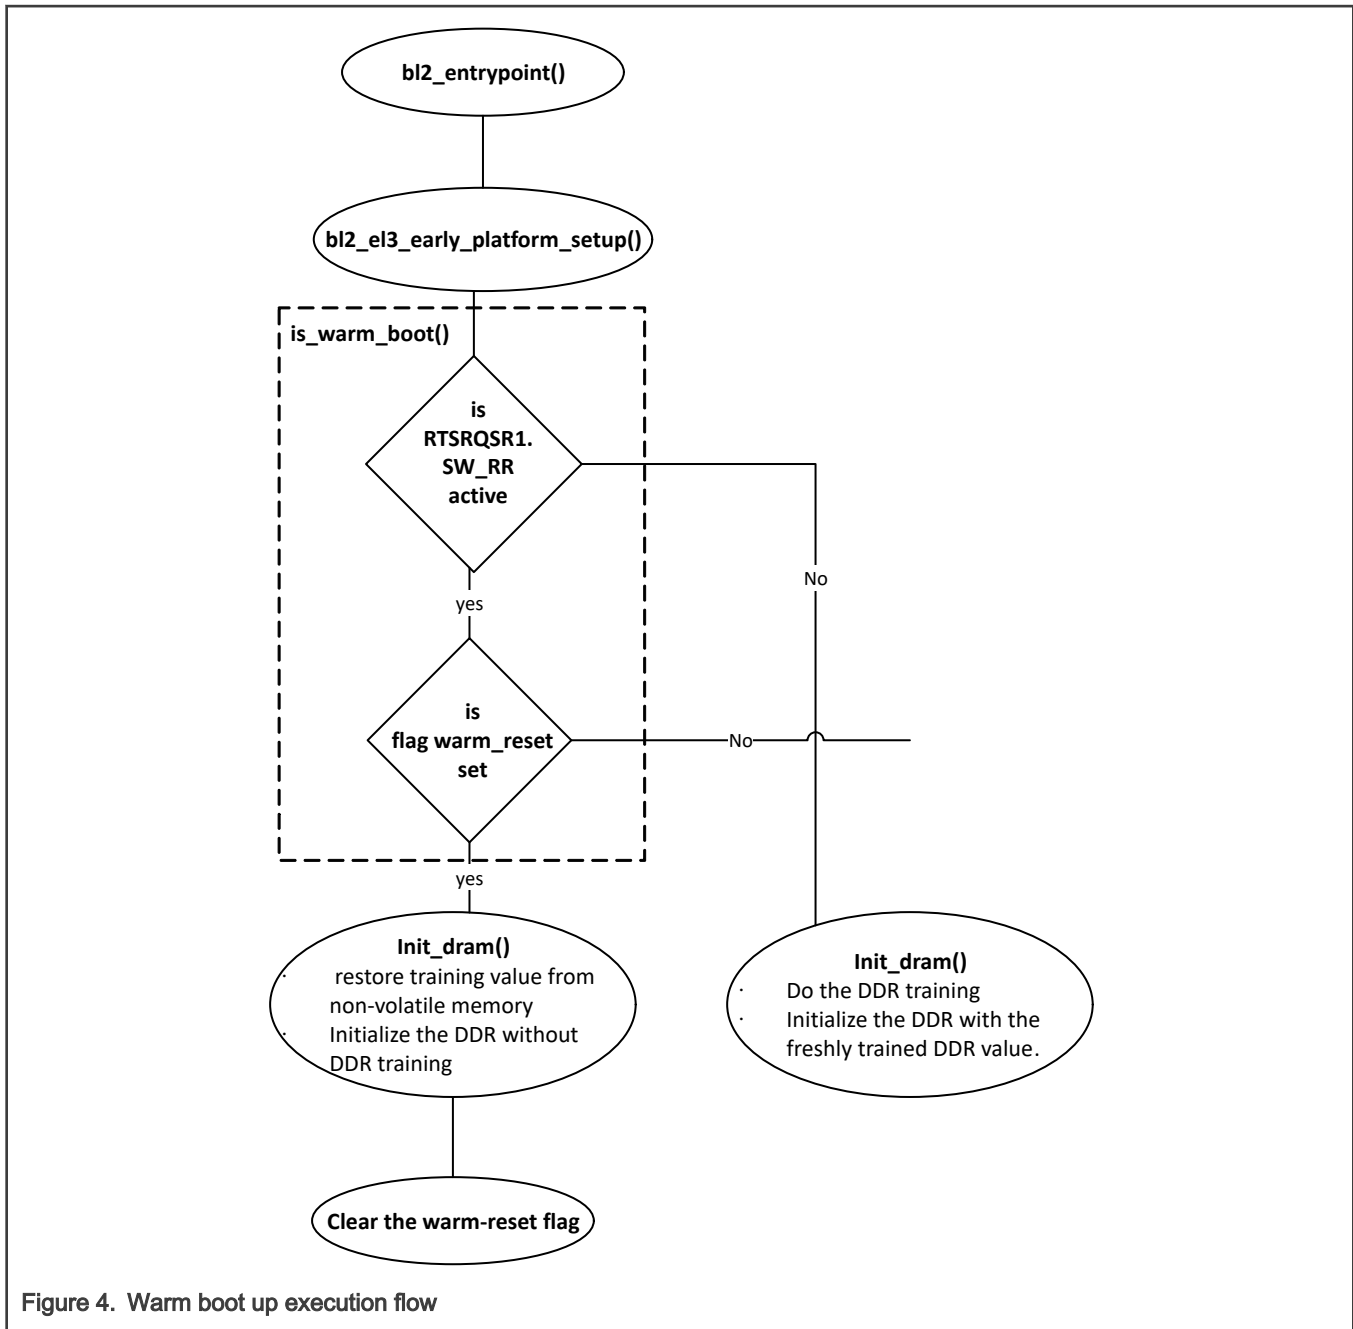 bl2_entrypoint()
bl2_el3_early_platform_setup()
is_warm_boot()
is
RTSRQSR1.
SW_RR
active
No
yes
is
flag warm_reset
set
No
yes
Init_dram()
· restore training value from
non-volatile memory
· Initialize the DDR without
DDR training
Init_dram()
· Do the DDR training
· Initialize the DDR with the
freshly trained DDR value.
Clear the warm-reset flag
Figure 4. Warm boot up execution flow